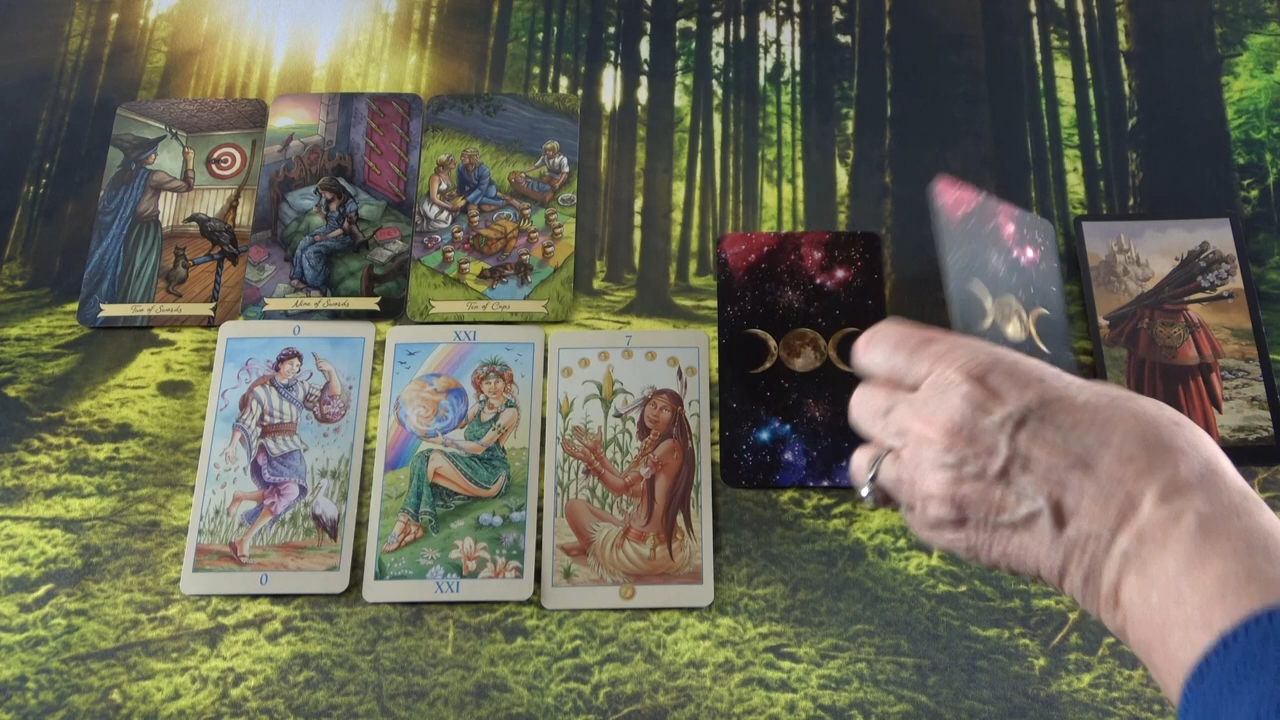 Two of Swords
Nine of Swords
Ten of Cups
0
XXI
7
0
XXI